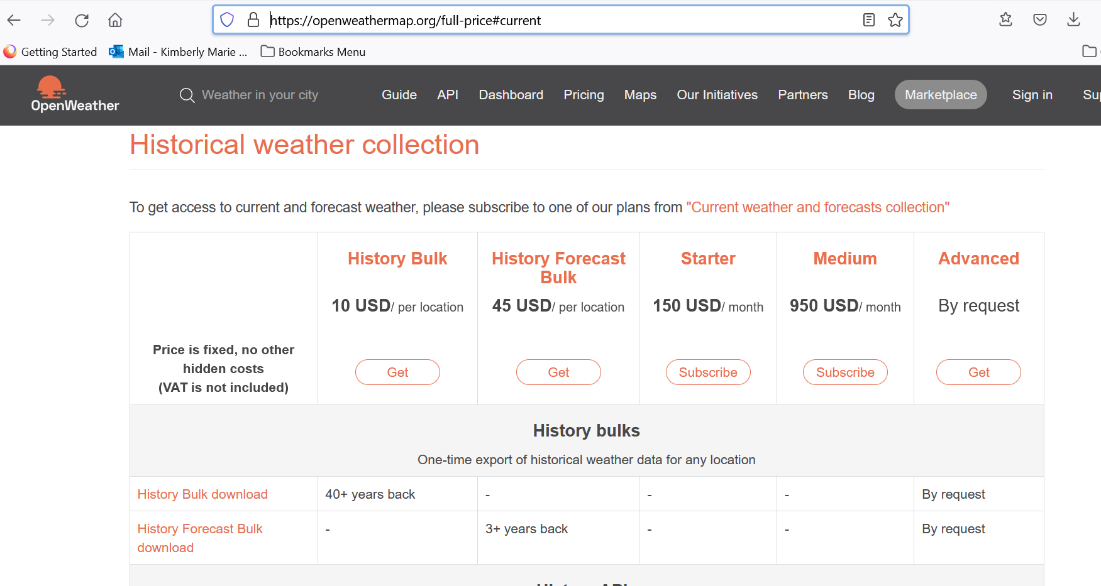 https://openweathermap.org/full-price#current
Getting Started Mail - Kimberly Marie ... Bookmarks Menu
OpenWeather Weather in your city Guide API Dashboard Pricing Maps Our Initiatives Partners Blog Marketplace Sign in
Historical weather collection
To get access to current and forecast weather, please subscribe to one of our plans from "Current weather and forecasts collection"
History Bulk History Forecast Bulk Starter Medium Advanced
10 USD/ per location 45 USD/ per location 150 USD/ month 950 USD/ month By request
Price is fixed, no other
hidden costs
(VAT is not included)
Get Get Subscribe Subscribe Get
History bulks
One-time export of historical weather data for any location
History Bulk download 40+ years back - - - By request
History Forecast Bulk
download
- 3+ years back - - By request